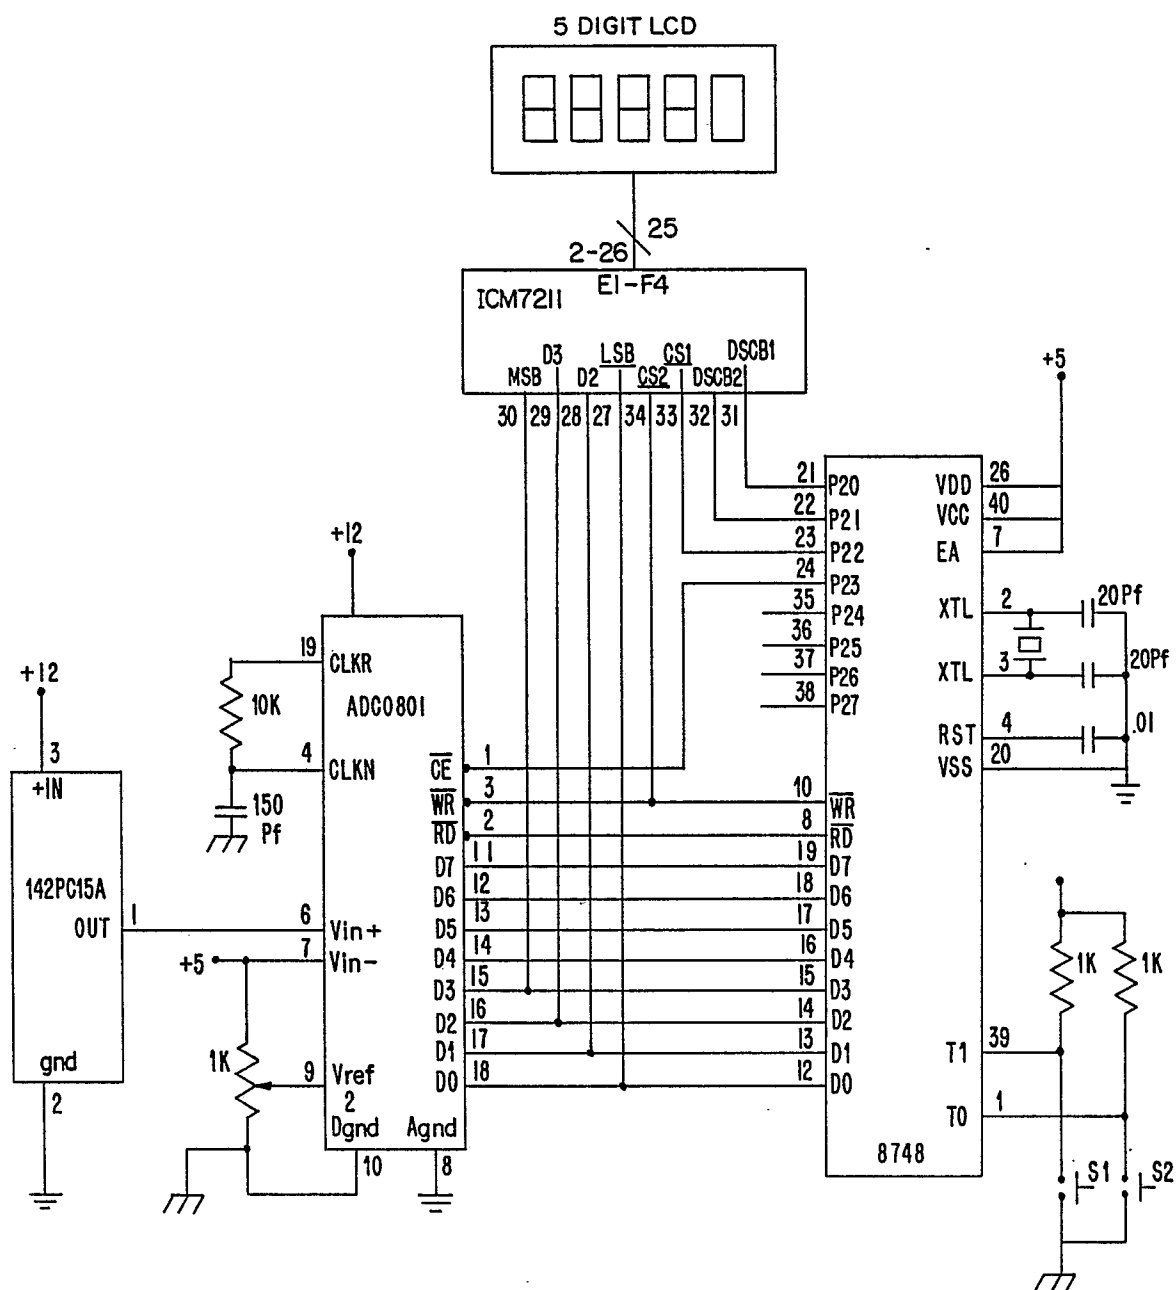 5 DIGIT LCD
25
2-26
E1-F4
ICM7211
D3 LSB CS1 DSCB1
MSB D2 CS2 DSCB2
30 29 28 27 34 33 32 31
+5
21 P20 VDD 26
22 P21 VCC 40
23 P22 EA 7
24 P23
35 P24 XTL 2 20Pf
36 P25
37 P26 XTL 3 20Pf
38 P27
RST 4 .01
VSS 20
10 WR
8 RD
19 D7
18 D6
17 D5
16 D4
15 D3
14 D2
13 D1 T1 39
12 D0
T0 1
8748
1K 1K
S1 S2
+12
19 CLKR
10K
ADC0801
4 CLKN
150
Pf
CE 1
WR 3
RD 2
D7 11
D6 12
D5 13
D4 14
D3 15
D2 16
D1 17
D0 18
6 Vin+
7 Vin-
+5
1K
9 Vref
2
Dgnd Agnd
10 8
+12
3
+IN
142PC15A
OUT 1
gnd
2